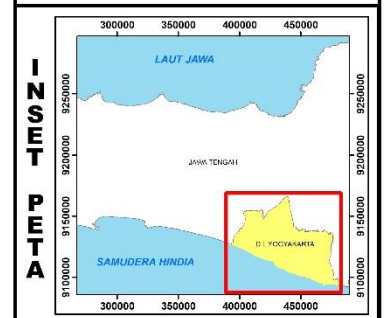 INSET PETA
300000 350000 400000 450000
LAUT JAWA
9250000 9250000
9200000 9200000
JAWA TENGAH
9150000 9150000
D.I. YOGYAKARTA
SAMUDERA HINDIA
9100000 9100000
300000 350000 400000 450000